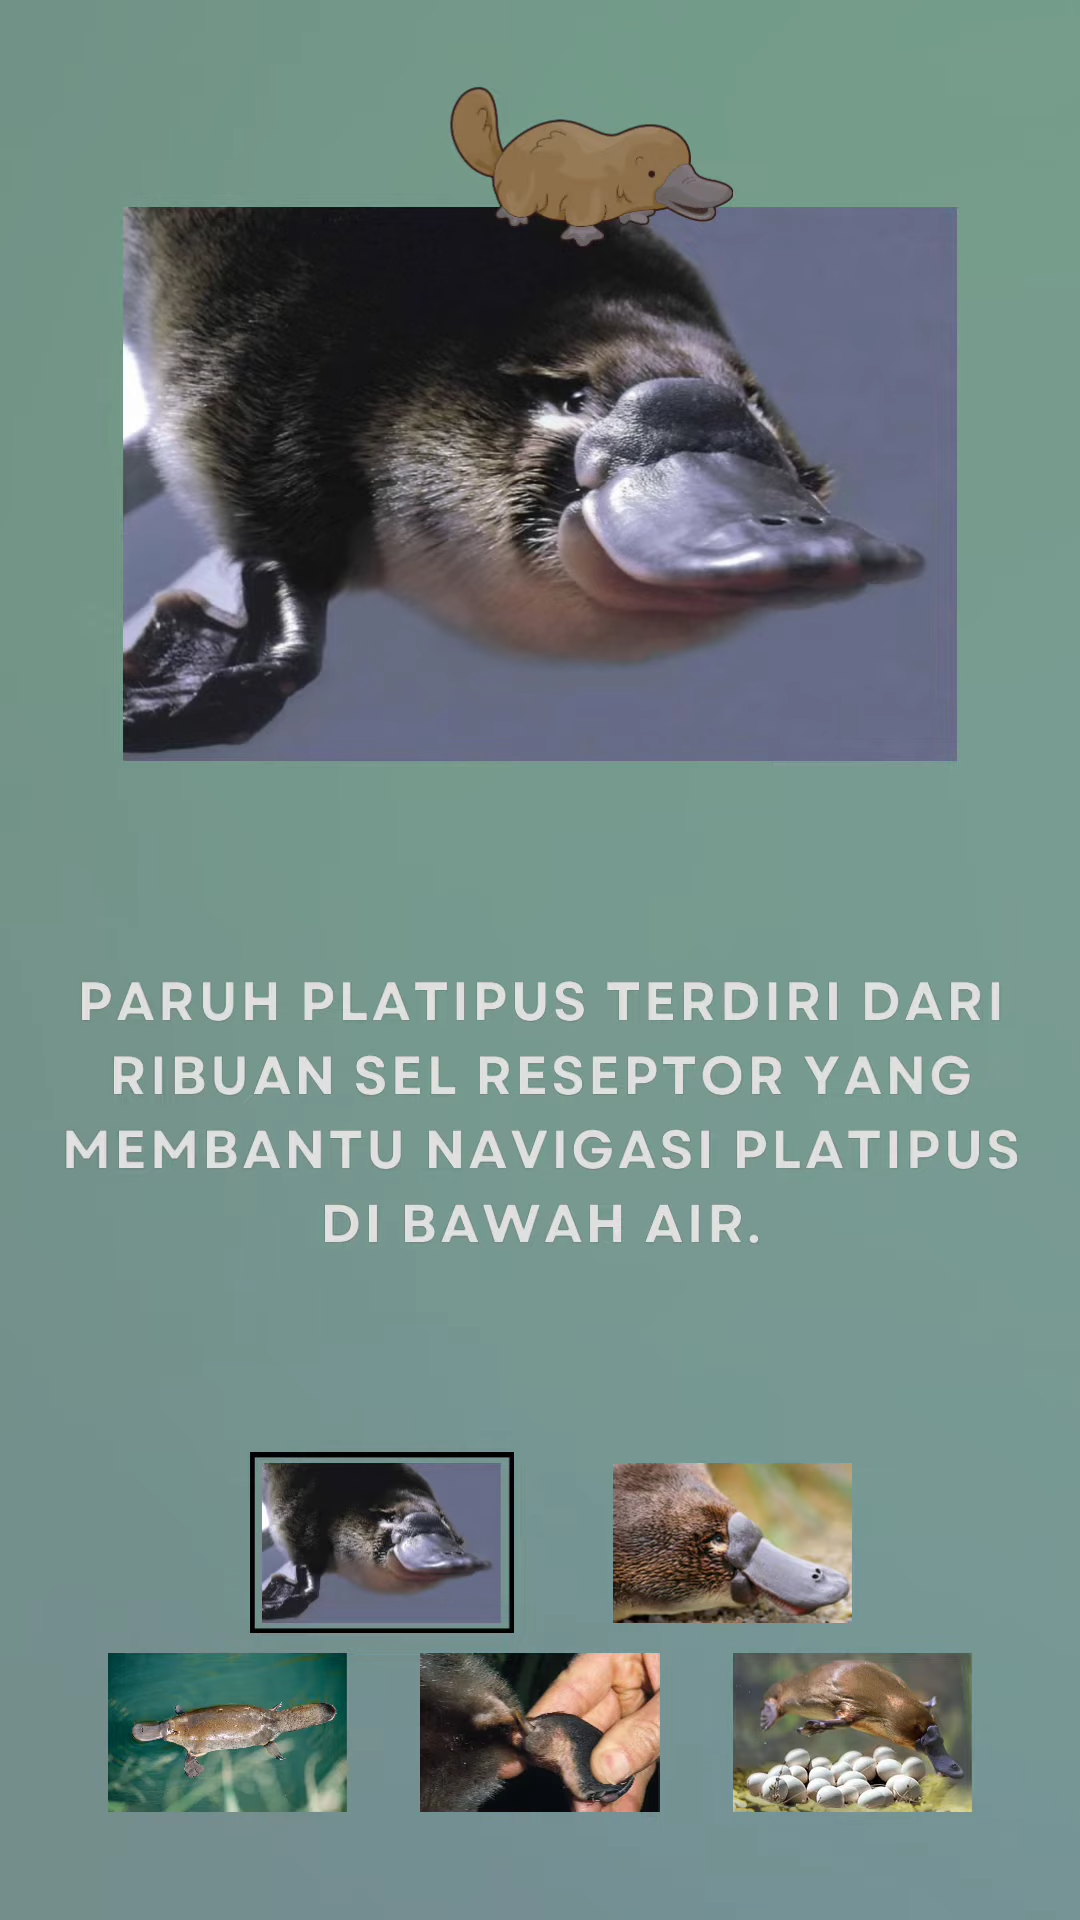 PARUH PLATIPUS TERDIRI DARI
RIBUAN SEL RESEPTOR YANG
MEMBANTU NAVIGASI PLATIPUS
DI BAWAH AIR.